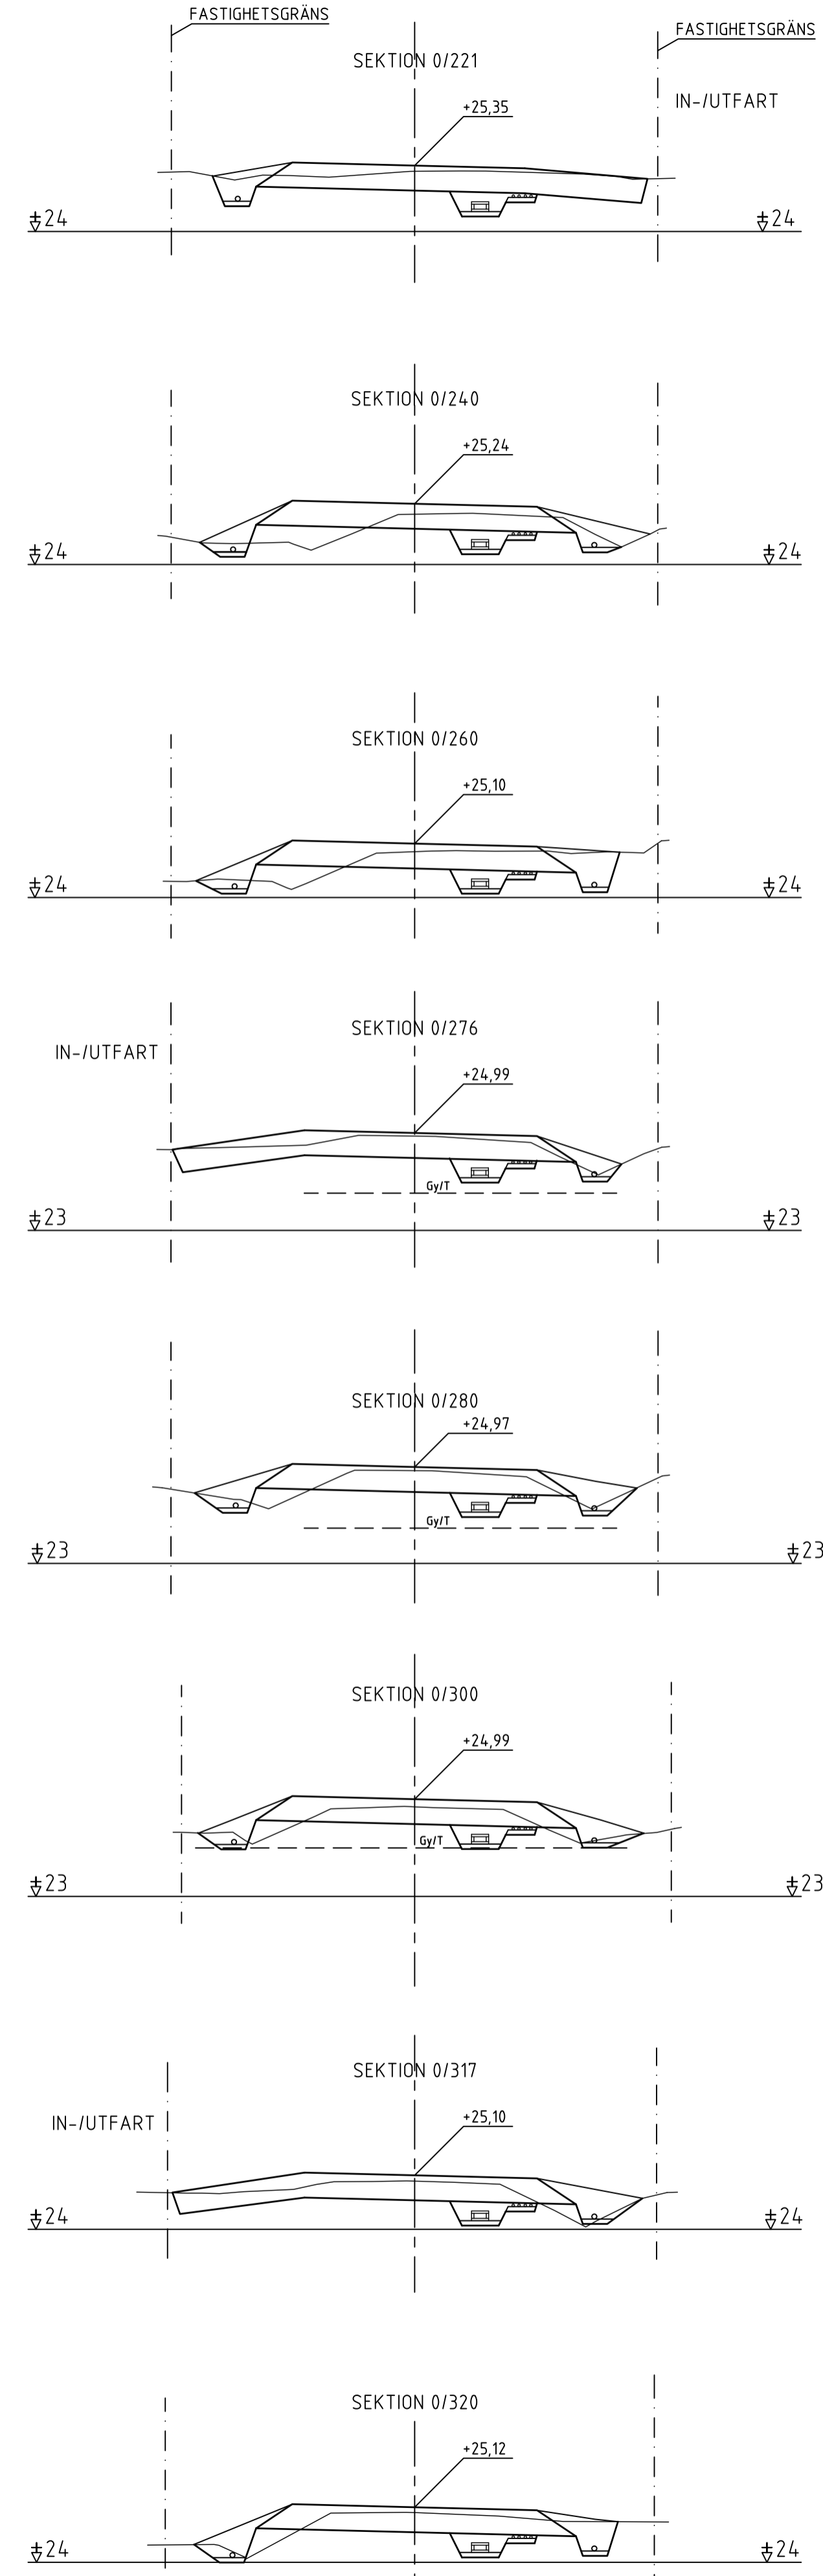 FASTIGHETSGRÄNS
FASTIGHETSGRÄNS
SEKTION 0/221
IN-/UTFART
+25,35
±24
±24
SEKTION 0/240
+25,24
±24
±24
SEKTION 0/260
+25,10
±24
±24
SEKTION 0/276
IN-/UTFART
+24,99
Gy/T
±23
±23
SEKTION 0/280
+24,97
Gy/T
±23
±23
SEKTION 0/300
+24,99
Gy/T
±23
±23
SEKTION 0/317
IN-/UTFART
+25,10
±24
±24
SEKTION 0/320
+25,12
±24
±24